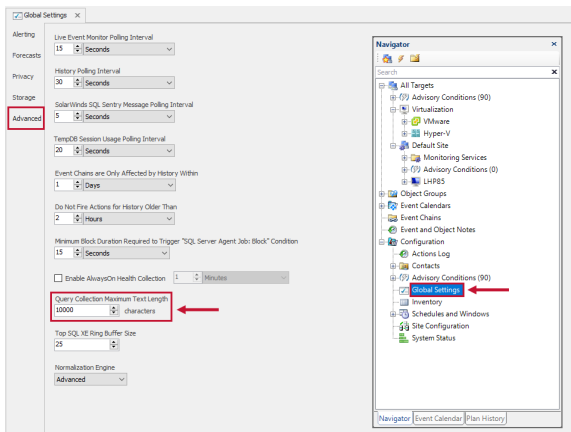 Global Settings
Alerting
Forecasts
Privacy
Storage
Advanced
Live Event Monitor Polling Interval
15 Seconds
History Polling Interval
30 Seconds
SolarWinds SQL Sentry Message Polling Interval
5 Seconds
TempDB Session Usage Polling Interval
20 Seconds
Event Chains are Only Affected by History Within
1 Days
Do Not Fire Actions for History Older Than
2 Hours
Minimum Block Duration Required to Trigger "SQL Server Agent Job: Block" Condition
15 Seconds
Enable AlwaysOn Health Collection 1 Minutes
Query Collection Maximum Text Length
10000 characters
Top SQL XE Ring Buffer Size
25
Normalization Engine
Advanced
Navigator
Search
All Targets
Advisory Conditions (90)
Virtualization
VMware
Hyper-V
Default Site
Monitoring Services
Advisory Conditions (0)
LHP85
Object Groups
Event Calendars
Event Chains
Event and Object Notes
Configuration
Actions Log
Contacts
Advisory Conditions (90)
Global Settings
Inventory
Schedules and Windows
Site Configuration
System Status
Navigator Event Calendar Plan History